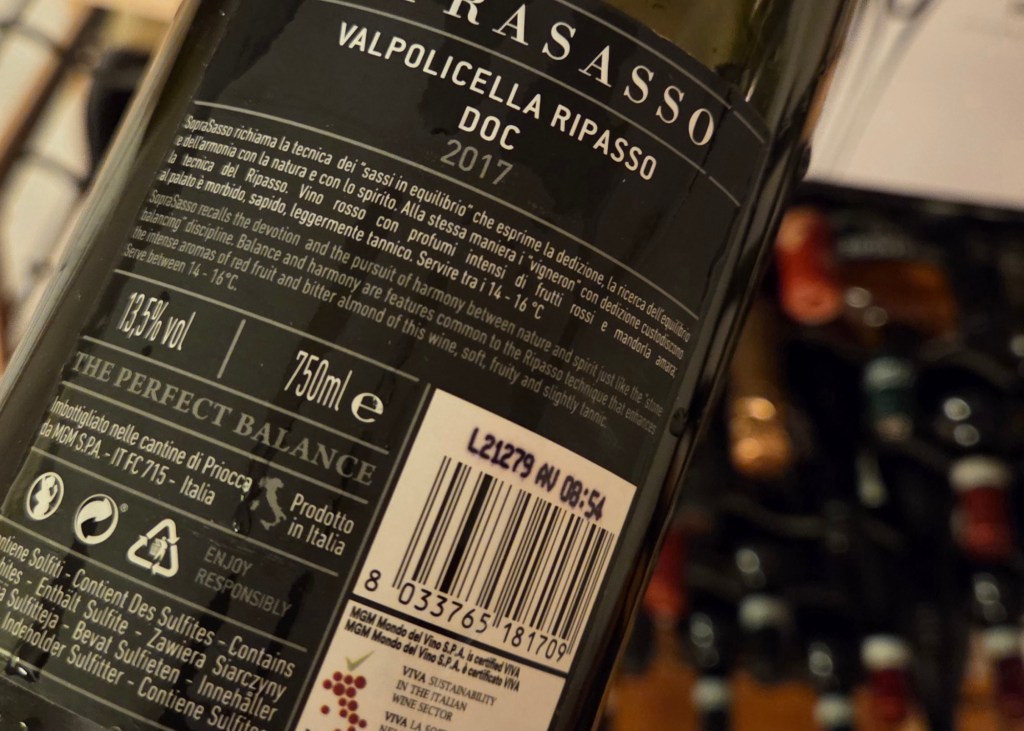 PRASASSO
VALPOLICELLA RIPASSO
DOC
2017
SopraSasso richiama la tecnica dei "sassi in equilibrio" che esprime la dedizione, la ricerca dell'equilibrio
e dell'armonia con la natura e con lo spirito. Alla stessa maniera i "vigneron" con dedizione custodiscono
la tecnica del Ripasso. Vino rosso con profumi intensi di frutti rossi e mandorla amara;
al palato è morbido, sapido, leggermente tannico. Servire tra i 14 - 16 °C
SopraSasso recalls the devotion and the pursuit of harmony between nature and spirit just like the "stone
balancing" discipline. Balance and harmony are features common to the Ripasso technique that enhances
the intense aromas of red fruit and bitter almond of this wine, soft, fruity and slightly tannic.
Serve between 14 - 16°C.
13,5% vol
750ml e
THE PERFECT BALANCE
Imbottigliato nelle cantine di Priocca
da MGM S.P.A. - IT FC 715 - Italia
Prodotto
in Italia
ENJOY
RESPONSIBLY
ntiene Solfiti - Contient Des Sulfites - Contains
hites - Enthält Sulfite - Zawiera Siarczyny
à Sulfitteja - Bevat Sulfieten - Innehåller
Indeholder Sulfitter - Contiene Sulfitos
L21279 AV 08:54
8 033765 181709
MGM Mondo del Vino S.P.A. is certified VIVA
MGM Mondo del Vino S.P.A. è certificato VIVA
VIVA SUSTAINABILITY
IN THE ITALIAN
WINE SECTOR
VIVA LA SO